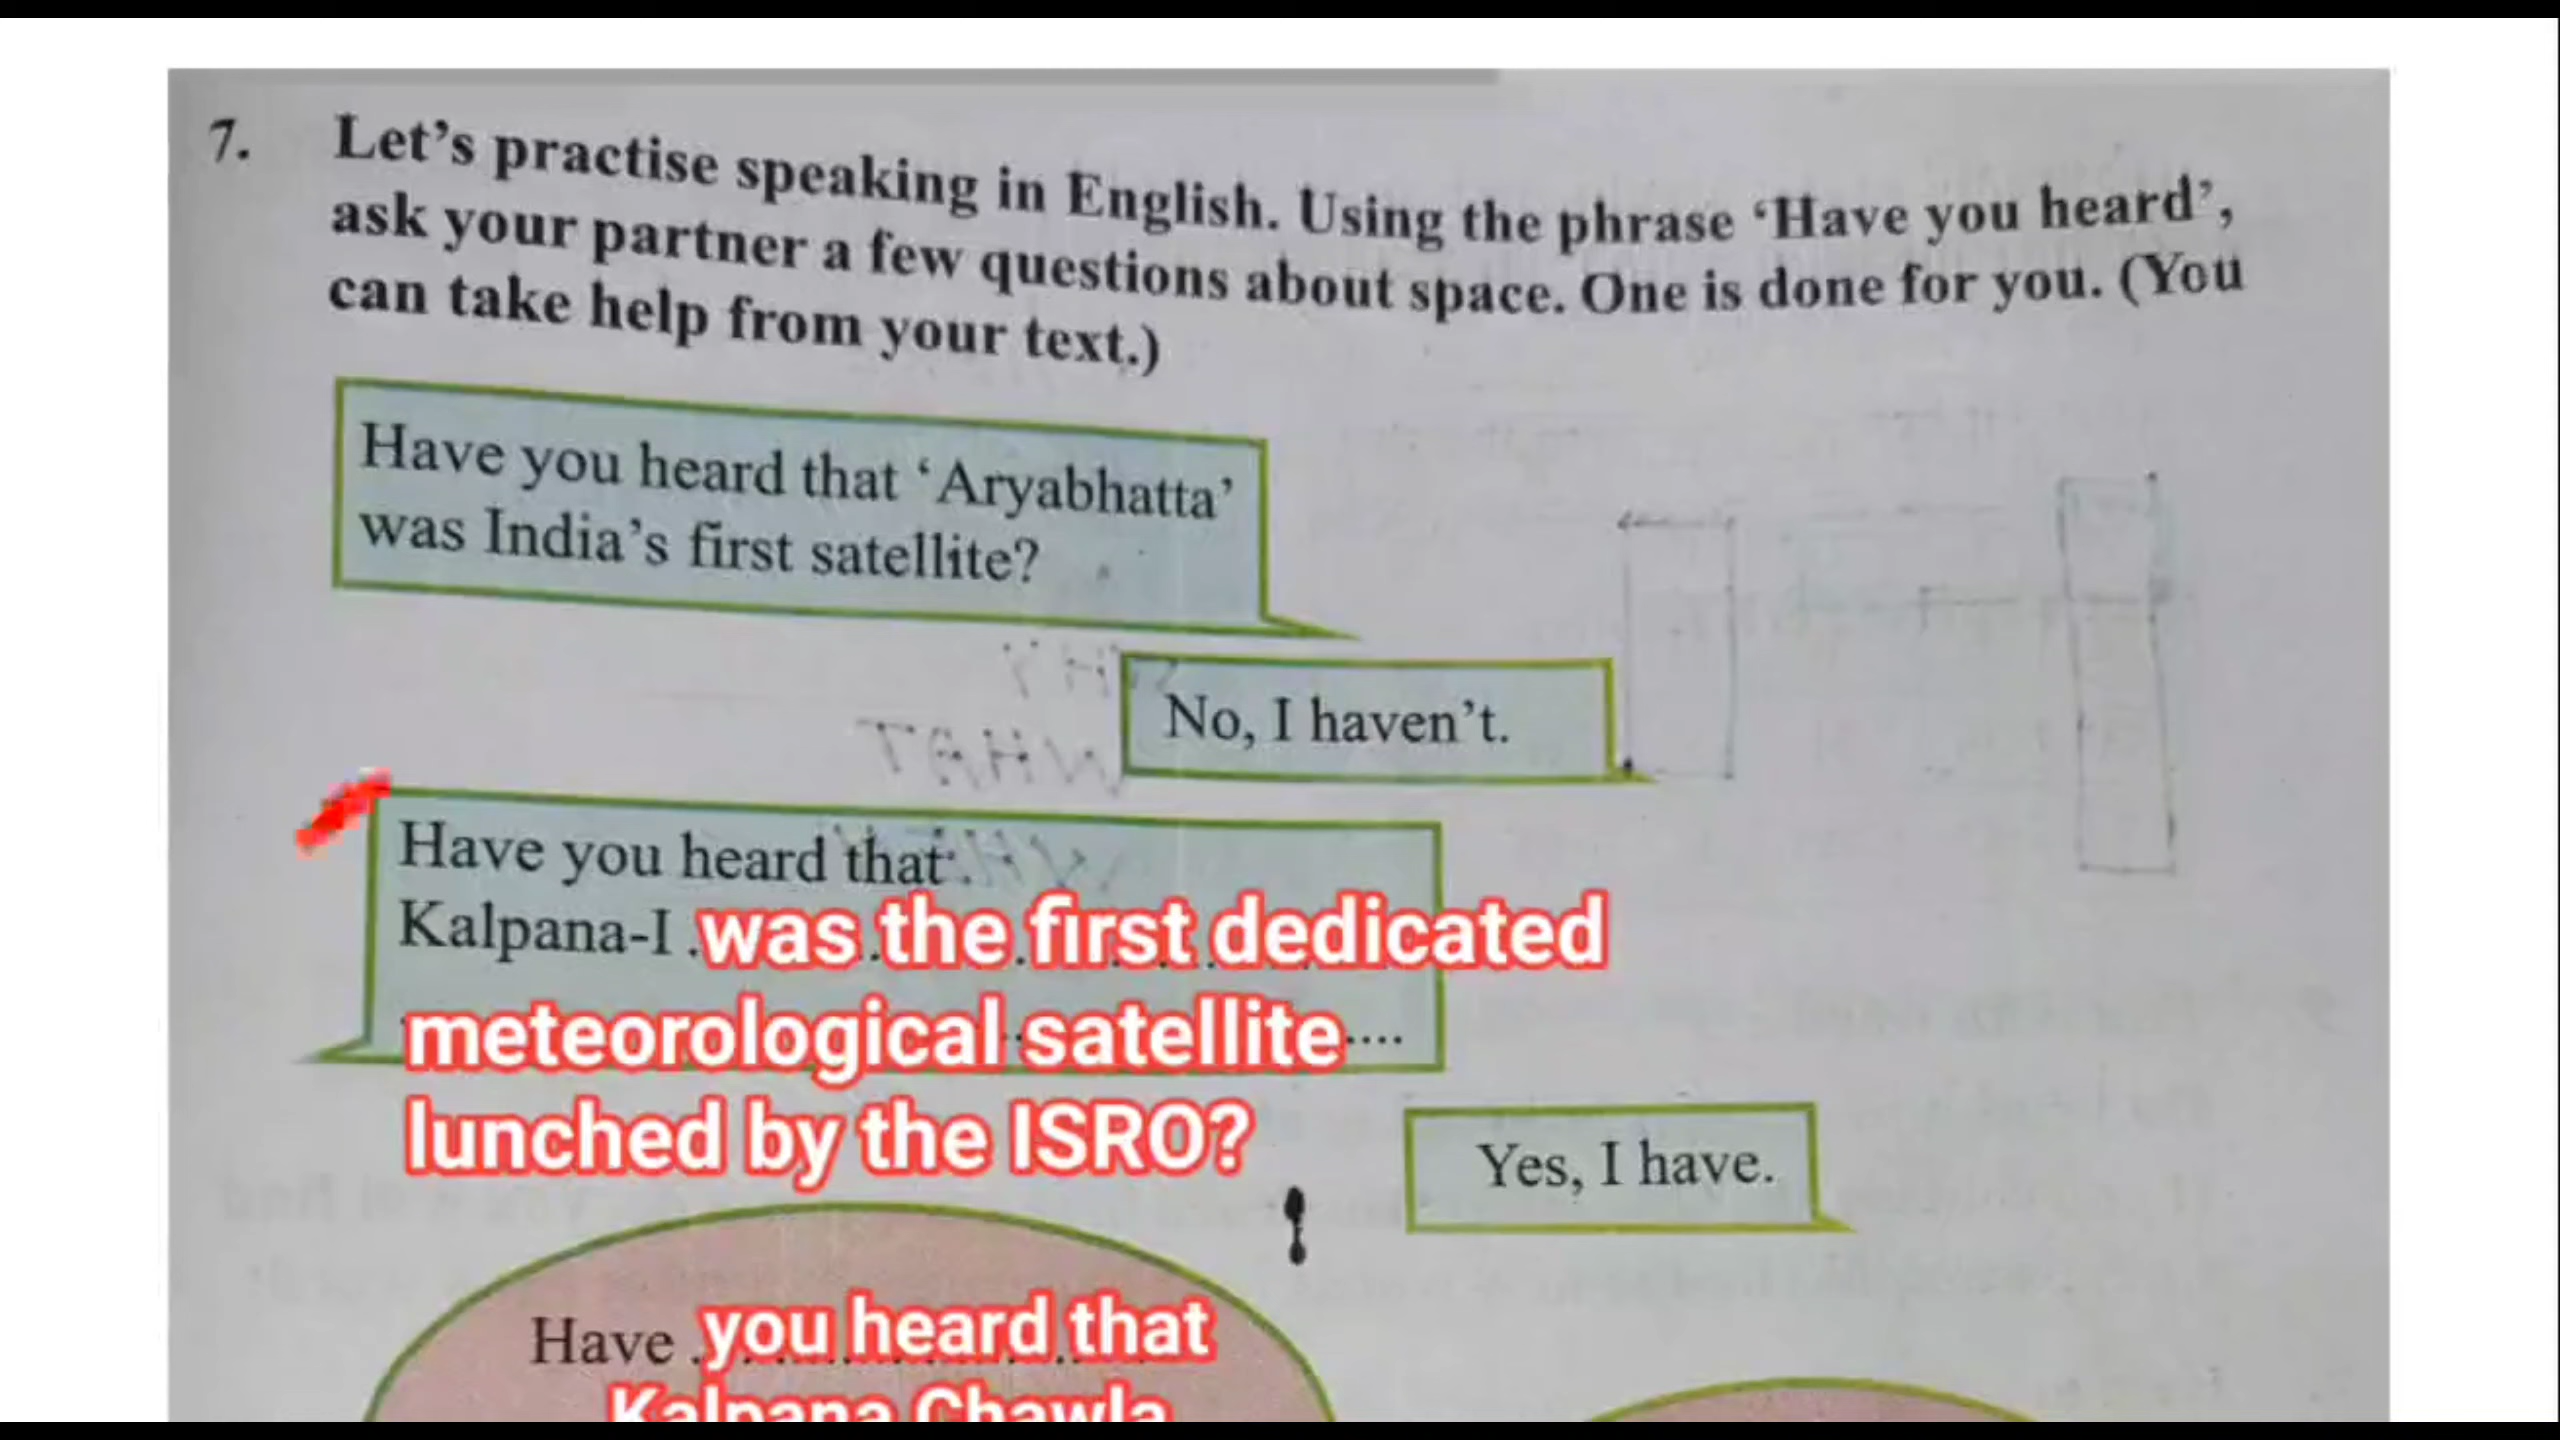 7. Let's practise speaking in English. Using the phrase 'Have you heard',
ask your partner a few questions about space. One is done for you. (You
can take help from your text.)
Have you heard that 'Aryabhatta'
was India's first satellite?
No, I haven't.
WHAT
Have you heard that
Kalpana-I was the first dedicated
meteorological satellite....
lunched by the ISRO?
Yes, I have.
Have you heard that
Kalpana Chawla